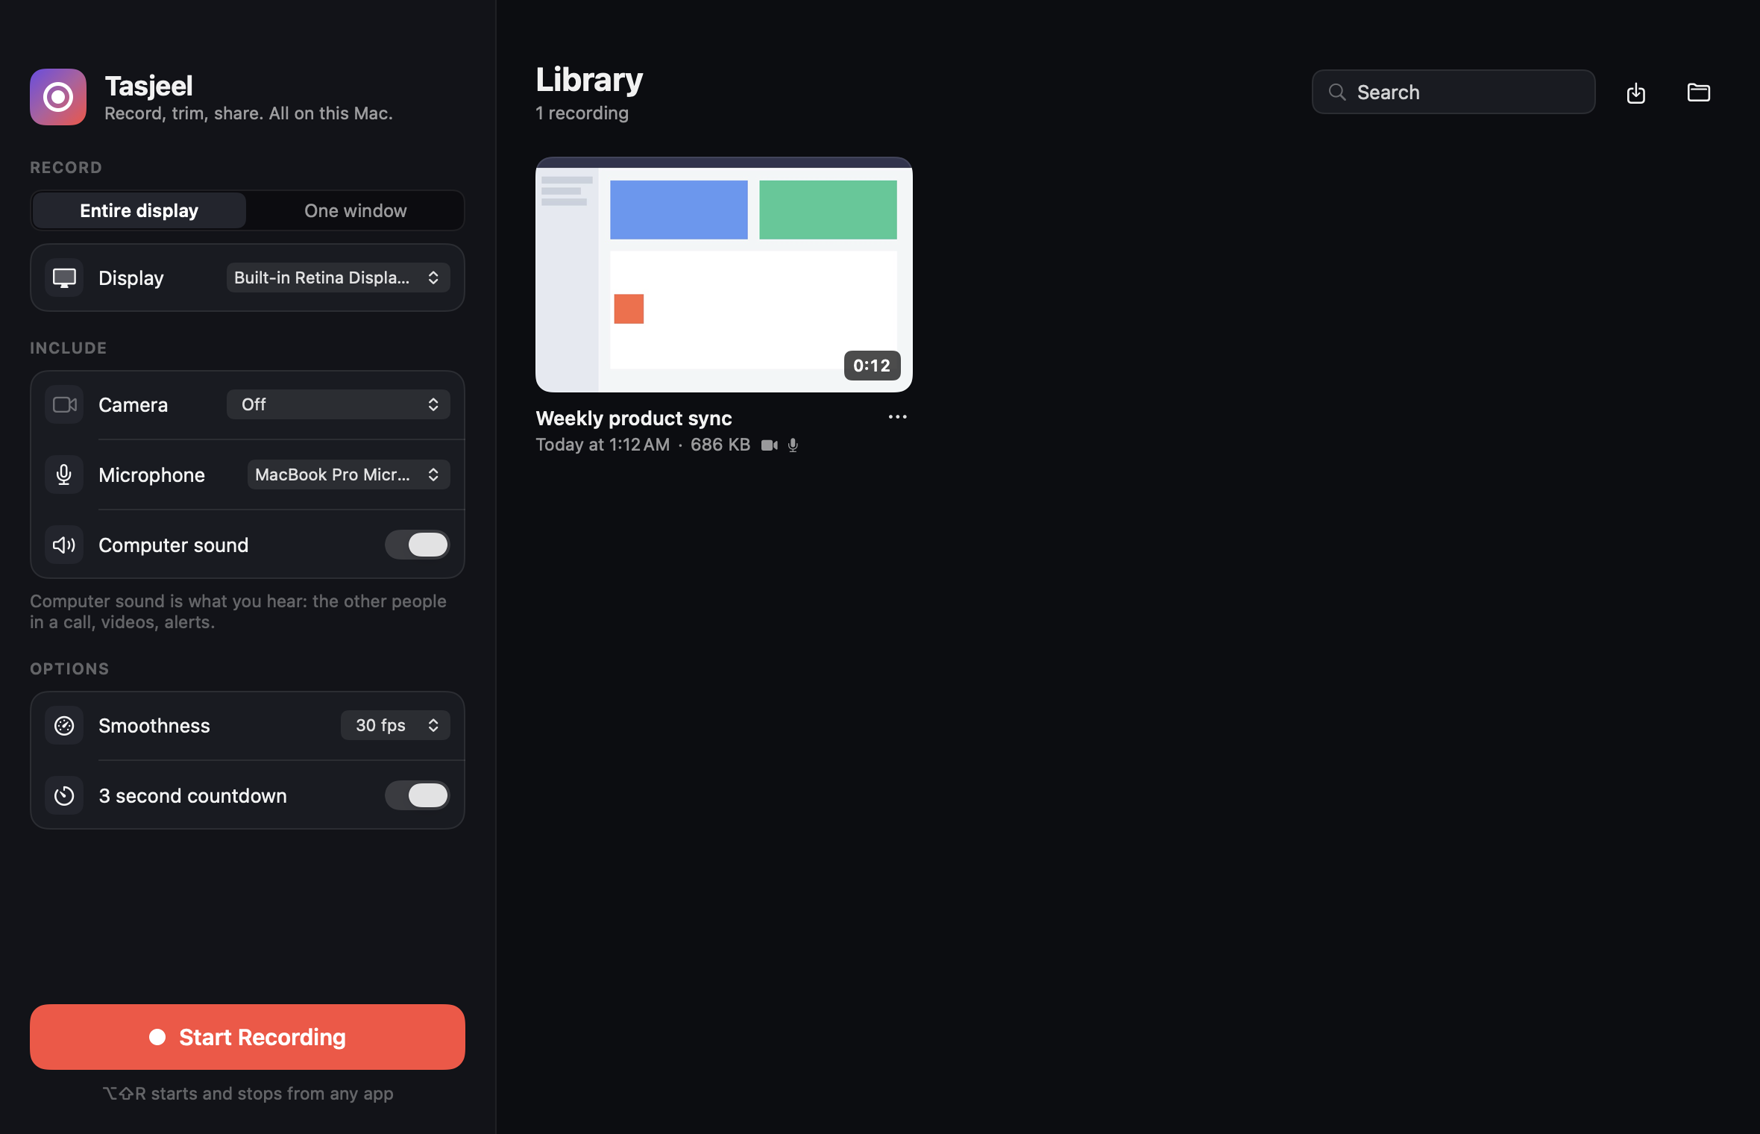 Tasjeel
Record, trim, share. All on this Mac.
RECORD
Entire display
One window
Display
Built-in Retina Displa...
INCLUDE
Camera
Off
Microphone
MacBook Pro Micr...
Computer sound
Computer sound is what you hear: the other people
in a call, videos, alerts.
OPTIONS
Smoothness
30 fps
3 second countdown
Start Recording
⌥⇧R starts and stops from any app
Library
1 recording
Search
0:12
Weekly product sync
Today at 1:12 AM · 686 KB